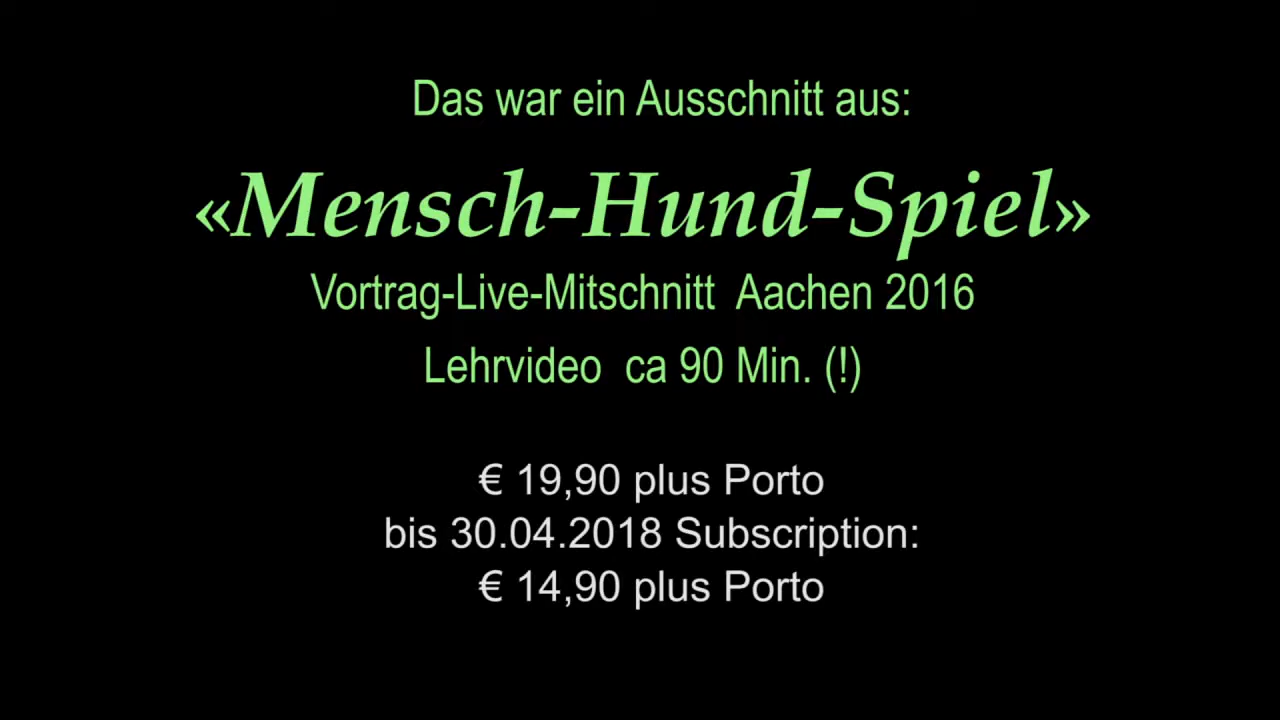 Das war ein Ausschnitt aus:
«Mensch-Hund-Spiel»
Vortrag-Live-Mitschnitt Aachen 2016
Lehrvideo ca 90 Min. (!)
€ 19,90 plus Porto
bis 30.04.2018 Subscription:
€ 14,90 plus Porto